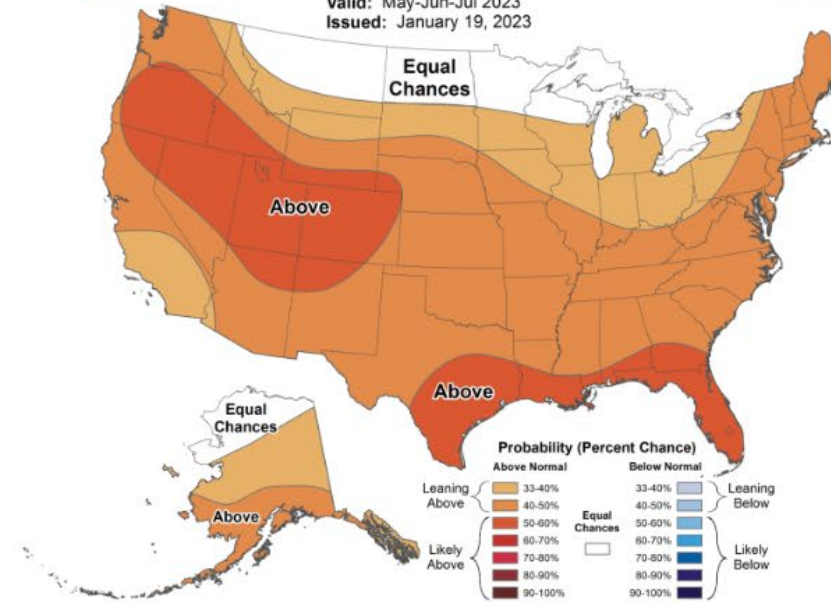 Valid: May-Jun-Jul 2023
Issued: January 19, 2023
Equal
Chances
Above
Above
Equal
Chances
Above
Probability (Percent Chance)
Above Normal
Below Normal
Leaning
Above
33-40%
40-50%
Likely
Above
50-60%
60-70%
70-80%
80-90%
90-100%
Equal
Chances
33-40%
40-50%
Leaning
Below
50-60%
60-70%
70-80%
80-90%
90-100%
Likely
Below